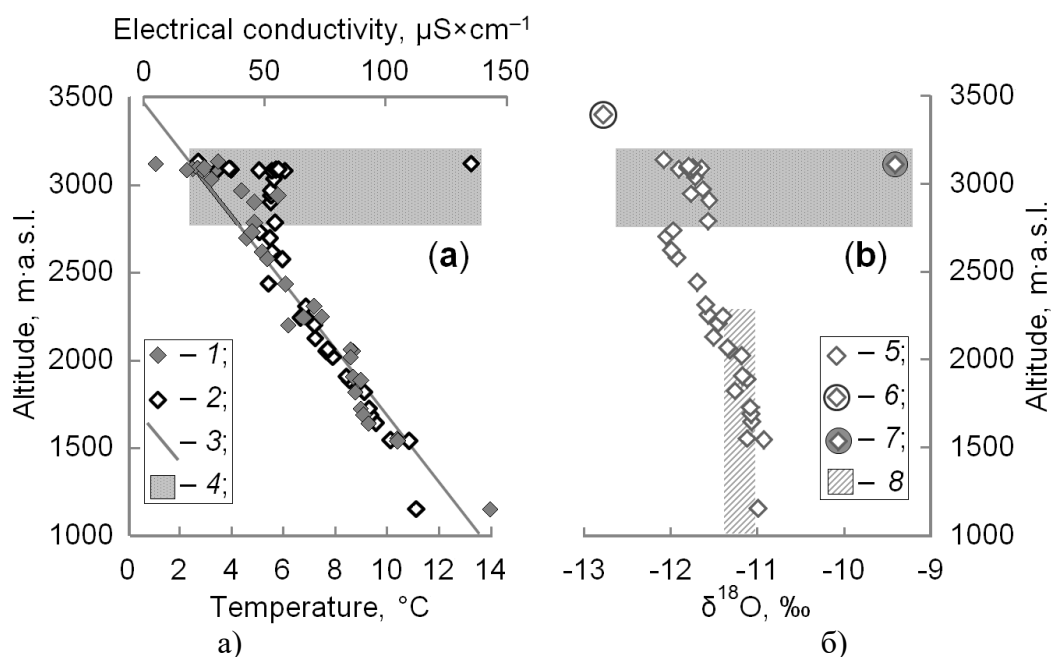 Electrical conductivity, µS×cm–1
0 50 100 150
3500
3000
2500
2000
1500
1000
Altitude, m·a.s.l.
0 2 4 6 8 10 12 14
Temperature, °C
(a)
– 1;
– 2;
– 3;
– 4;
а)
(b)
– 5;
– 6;
– 7;
– 8
3500
3000
2500
2000
1500
1000
Altitude, m·a.s.l.
-13 -12 -11 -10 -9
δ18O, ‰
б)